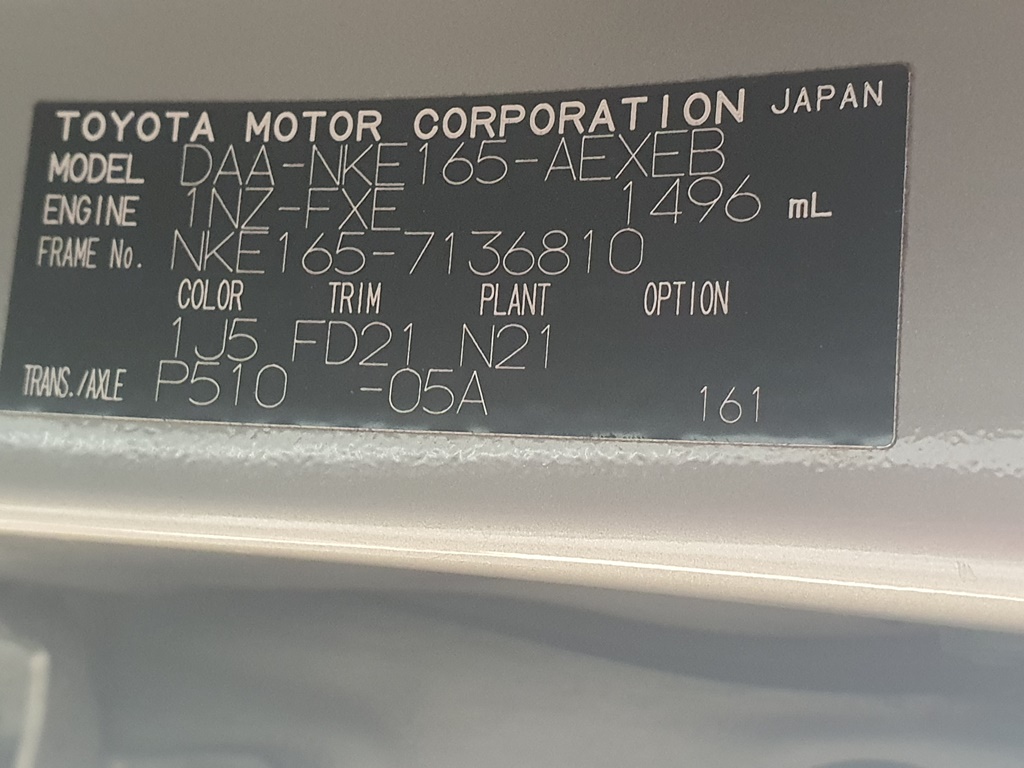 TOYOTA MOTOR CORPORATION JAPAN
MODEL DAA-NKE165-AEXEB
ENGINE 1NZ-FXE 1496 mL
FRAME No. NKE165-7136810
COLOR TRIM PLANT OPTION
1J5 FD21 N21
TRANS./AXLE P510 -05A 161